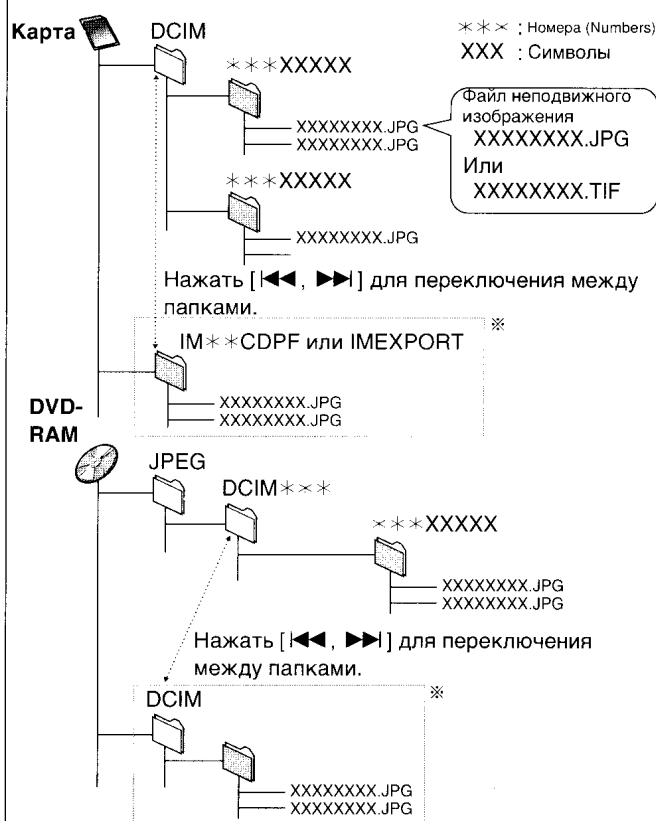 Карта
DCIM
*** : Номера (Numbers)
XXX : Символы
***XXXXX
XXXXXXXX.JPG
XXXXXXXX.JPG
Файл неподвижного
изображения
XXXXXXXX.JPG
Или
XXXXXXXX.TIF
***XXXXX
XXXXXXXX.JPG
Нажать [|◀◀, ▶▶|] для переключения между
папками.
※
IM**CDPF или IMEXPORT
XXXXXXXX.JPG
XXXXXXXX.JPG
DVD-
RAM
JPEG
DCIM***
***XXXXX
XXXXXXXX.JPG
XXXXXXXX.JPG
Нажать [|◀◀, ▶▶|] для переключения
между папками.
※
DCIM
XXXXXXXX.JPG
XXXXXXXX.JPG